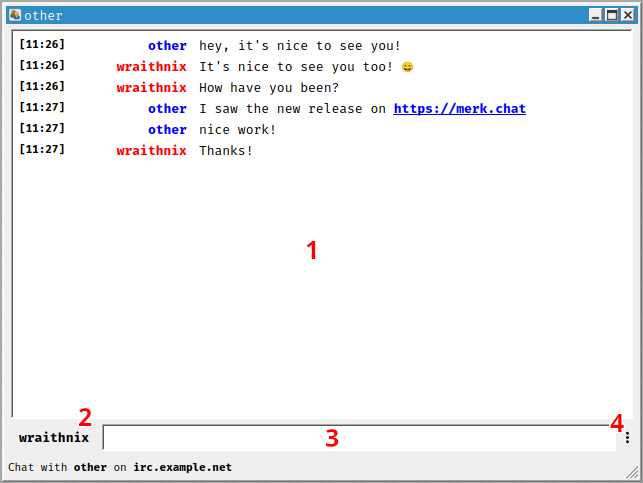 other
[11:26] other hey, it's nice to see you!
[11:26] wraithnix It's nice to see you too! 😄
[11:26] wraithnix How have you been?
[11:27] other I saw the new release on https://merk.chat
[11:27] other nice work!
[11:27] wraithnix Thanks!
1
2
4
wraithnix
3
Chat with other on irc.example.net